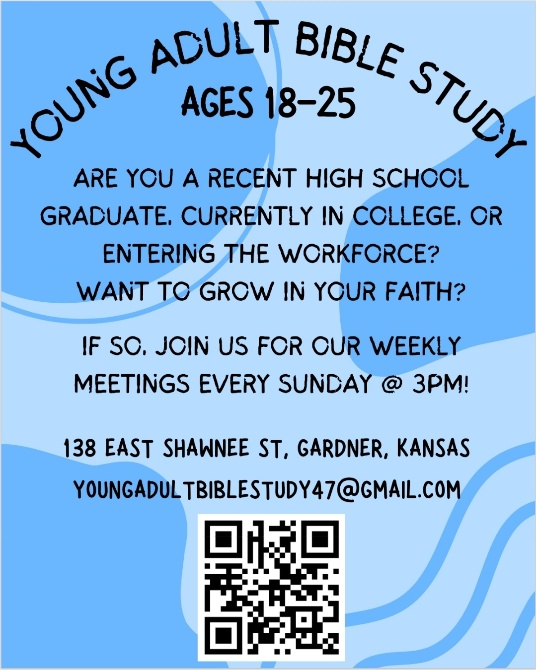 YOUNG ADULT BIBLE STUDY
AGES 18-25
ARE YOU A RECENT HIGH SCHOOL
GRADUATE, CURRENTLY IN COLLEGE, OR
ENTERING THE WORKFORCE?
WANT TO GROW IN YOUR FAITH?
IF SO, JOIN US FOR OUR WEEKLY
MEETINGS EVERY SUNDAY @ 3PM!
138 EAST SHAWNEE ST, GARDNER, KANSAS
YOUNGADULTBIBLESTUDY47@GMAIL.COM